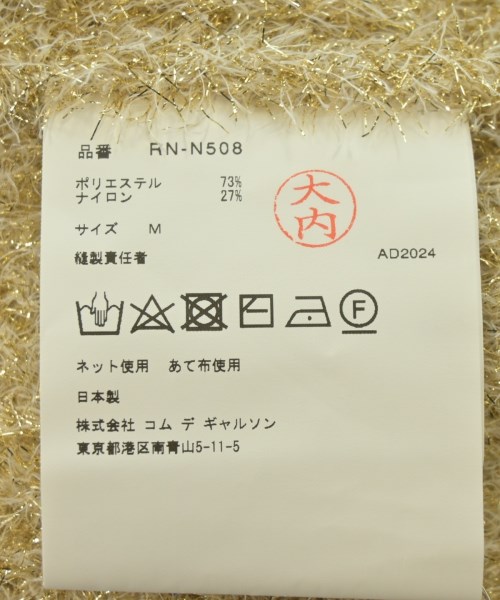 品番 RN-N508
ポリエステル 73%
ナイロン 27%
サイズ M
縫製責任者
大内
AD2024
F
ネット使用 あて布使用
日本製
株式会社 コム デ ギャルソン
東京都港区南青山5-11-5